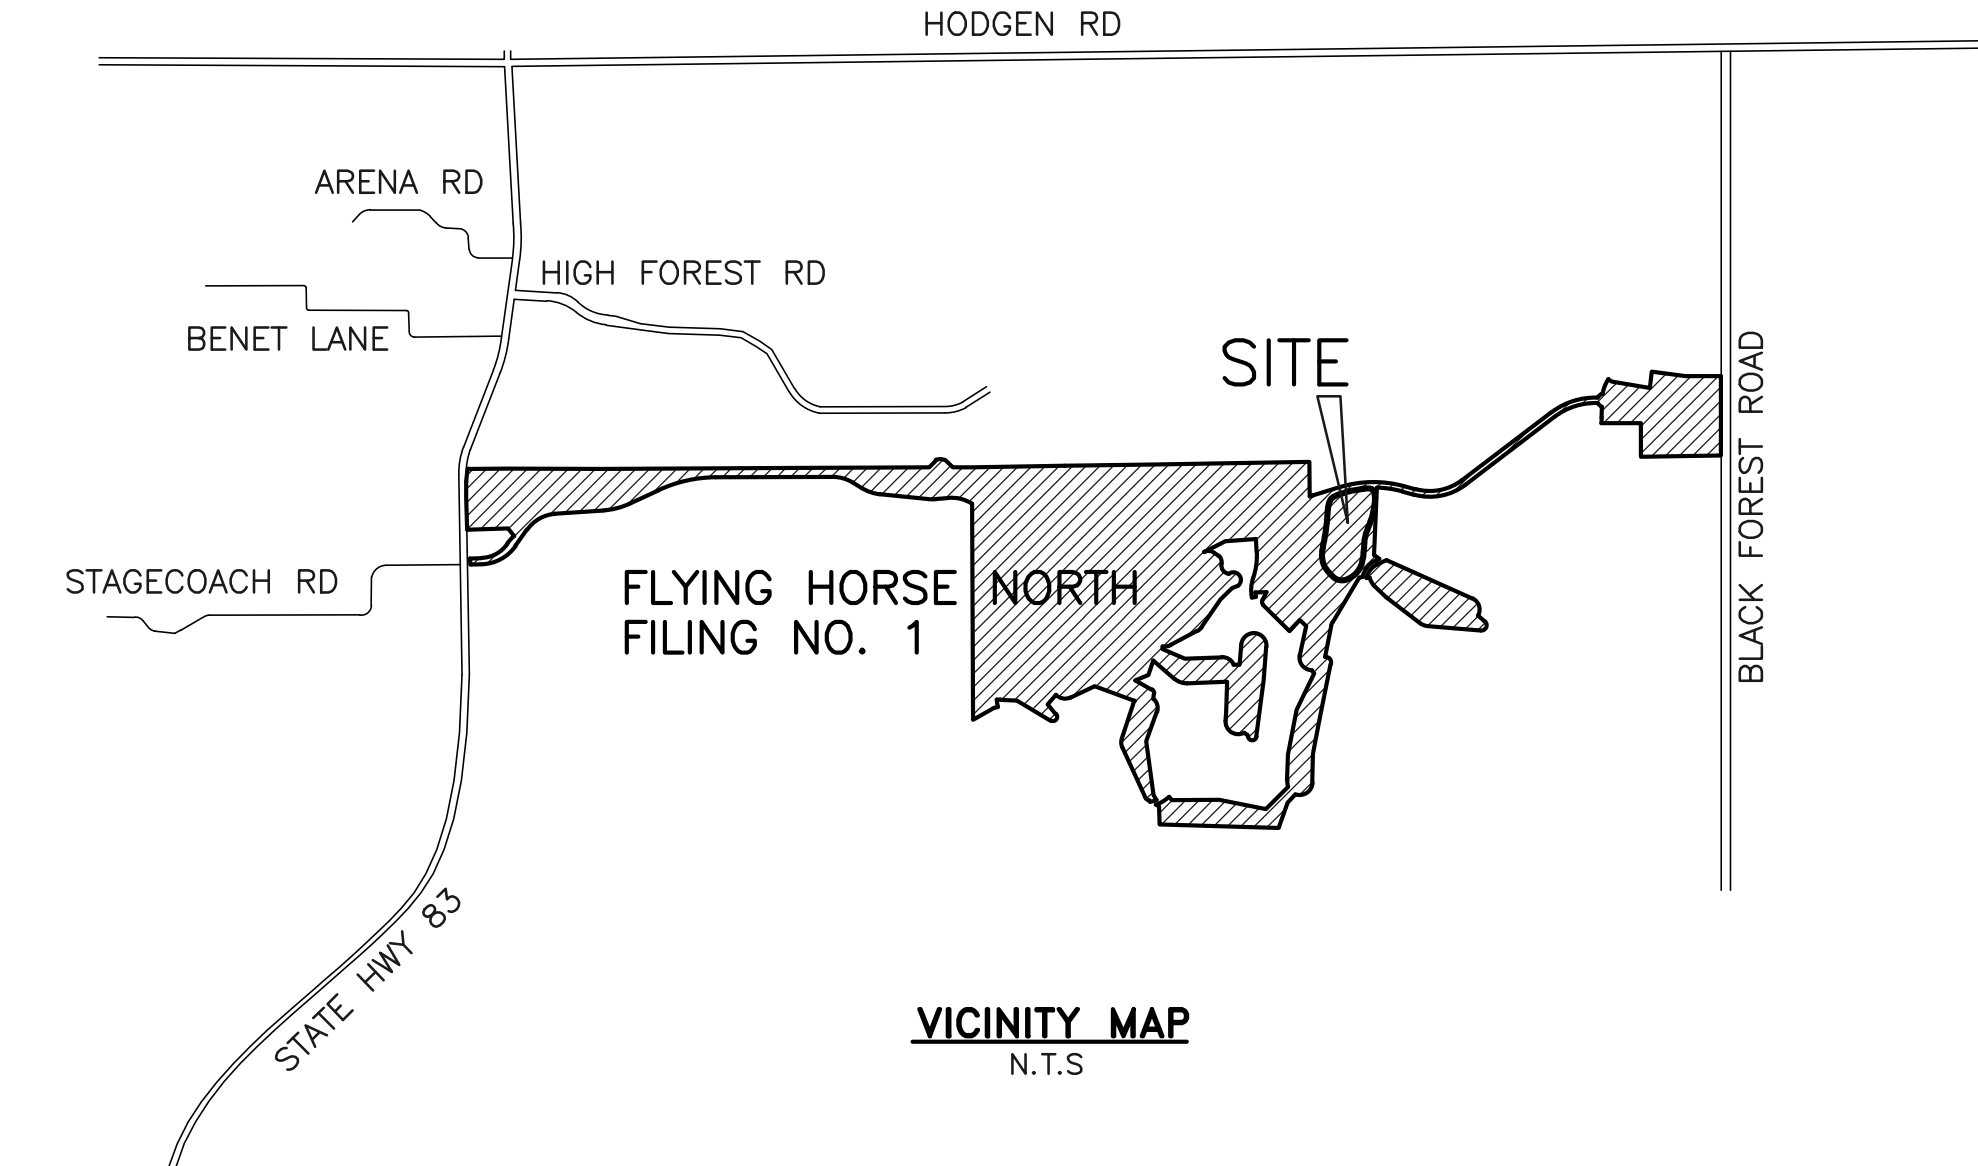 HODGEN RD
ARENA RD
HIGH FOREST RD
BENET LANE
SITE
BLACK FOREST ROAD
STAGECOACH RD
FLYING HORSE NORTH
FILING NO. 1
STATE HWY 83
VICINITY MAP
N.T.S